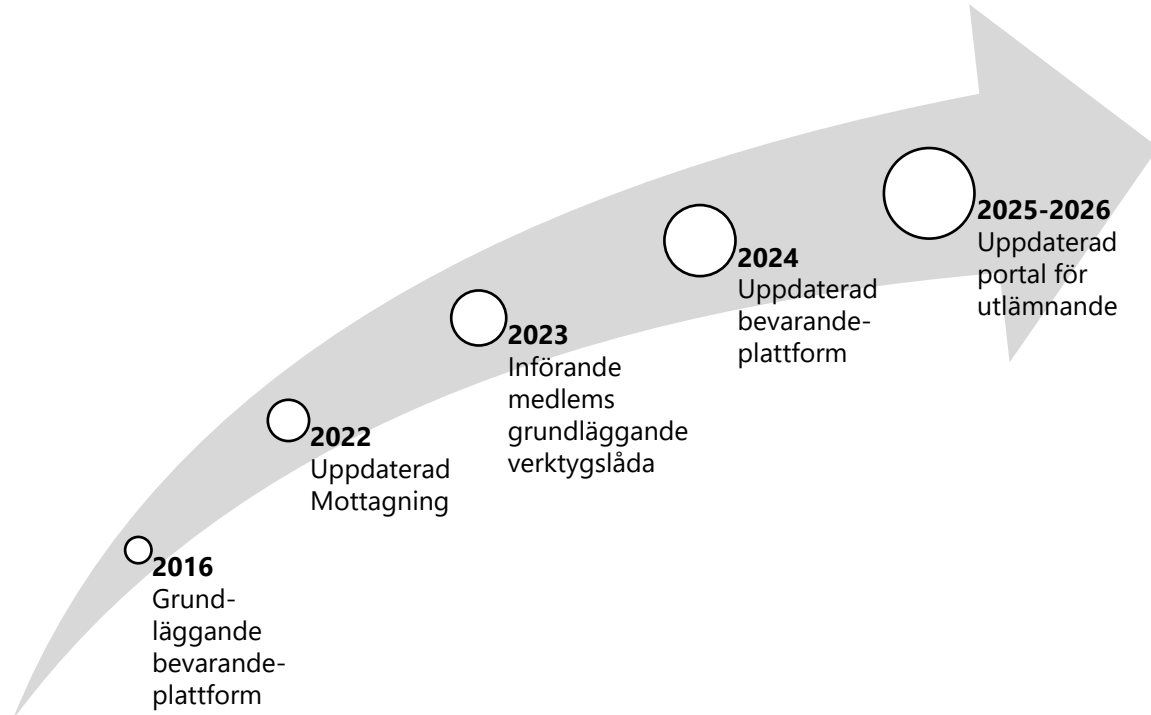 2016
Grund-
läggande
bevarande-
plattform
2022
Uppdaterad
Mottagning
2023
Införande
medlems
grundläggande
verktygslåda
2024
Uppdaterad
bevarande-
plattform
2025-2026
Uppdaterad
portal för
utlämnande